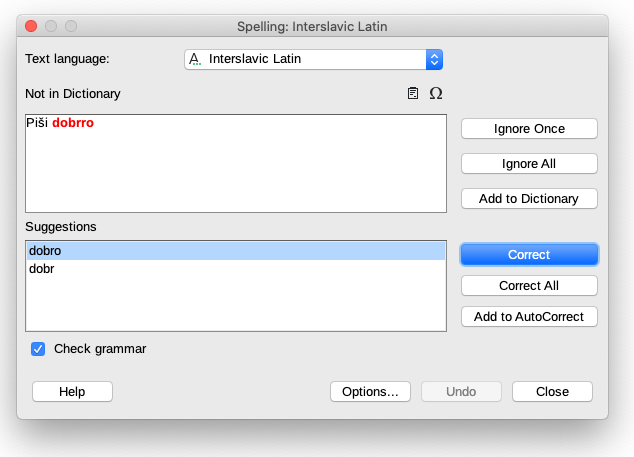 Spelling: Interslavic Latin
Text language:
A Interslavic Latin
Not in Dictionary
Ω
Piši dobrro
Ignore Once
Ignore All
Add to Dictionary
Suggestions
dobro
dobr
Correct
Correct All
Add to AutoCorrect
Check grammar
Help
Options...
Undo
Close